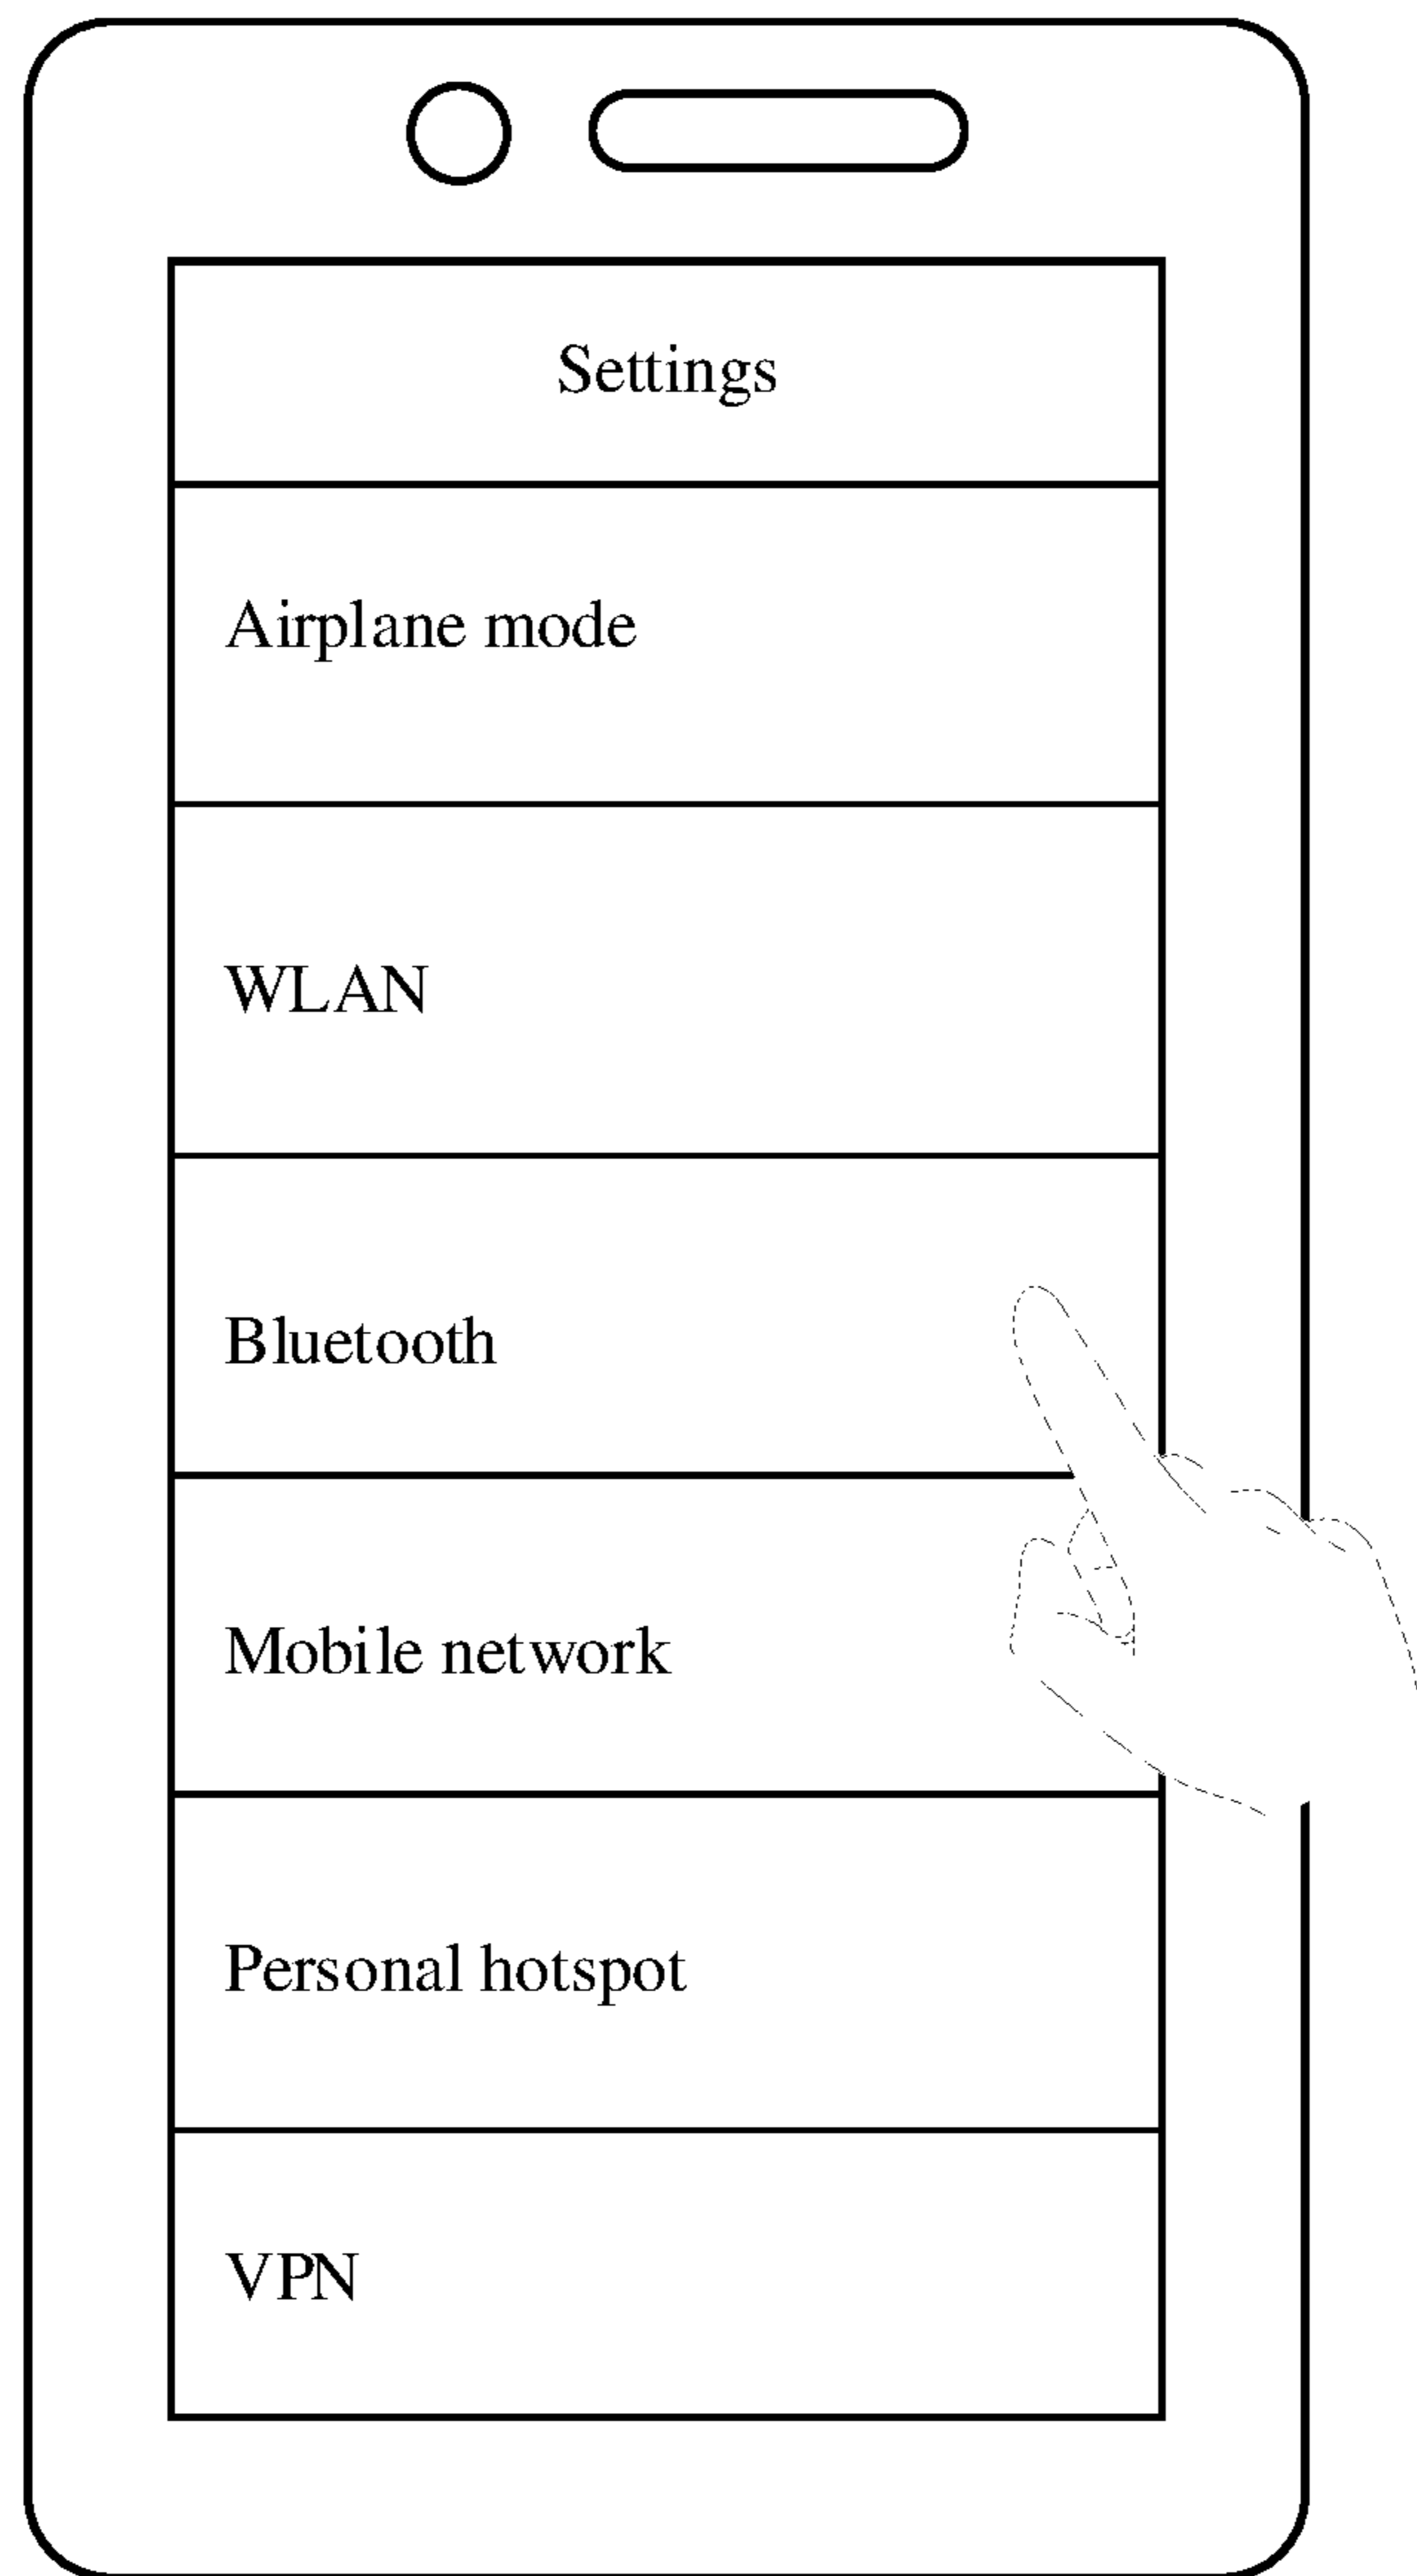 Settings
Airplane mode
WLAN
Bluetooth
Mobile network
Personal hotspot
VPN